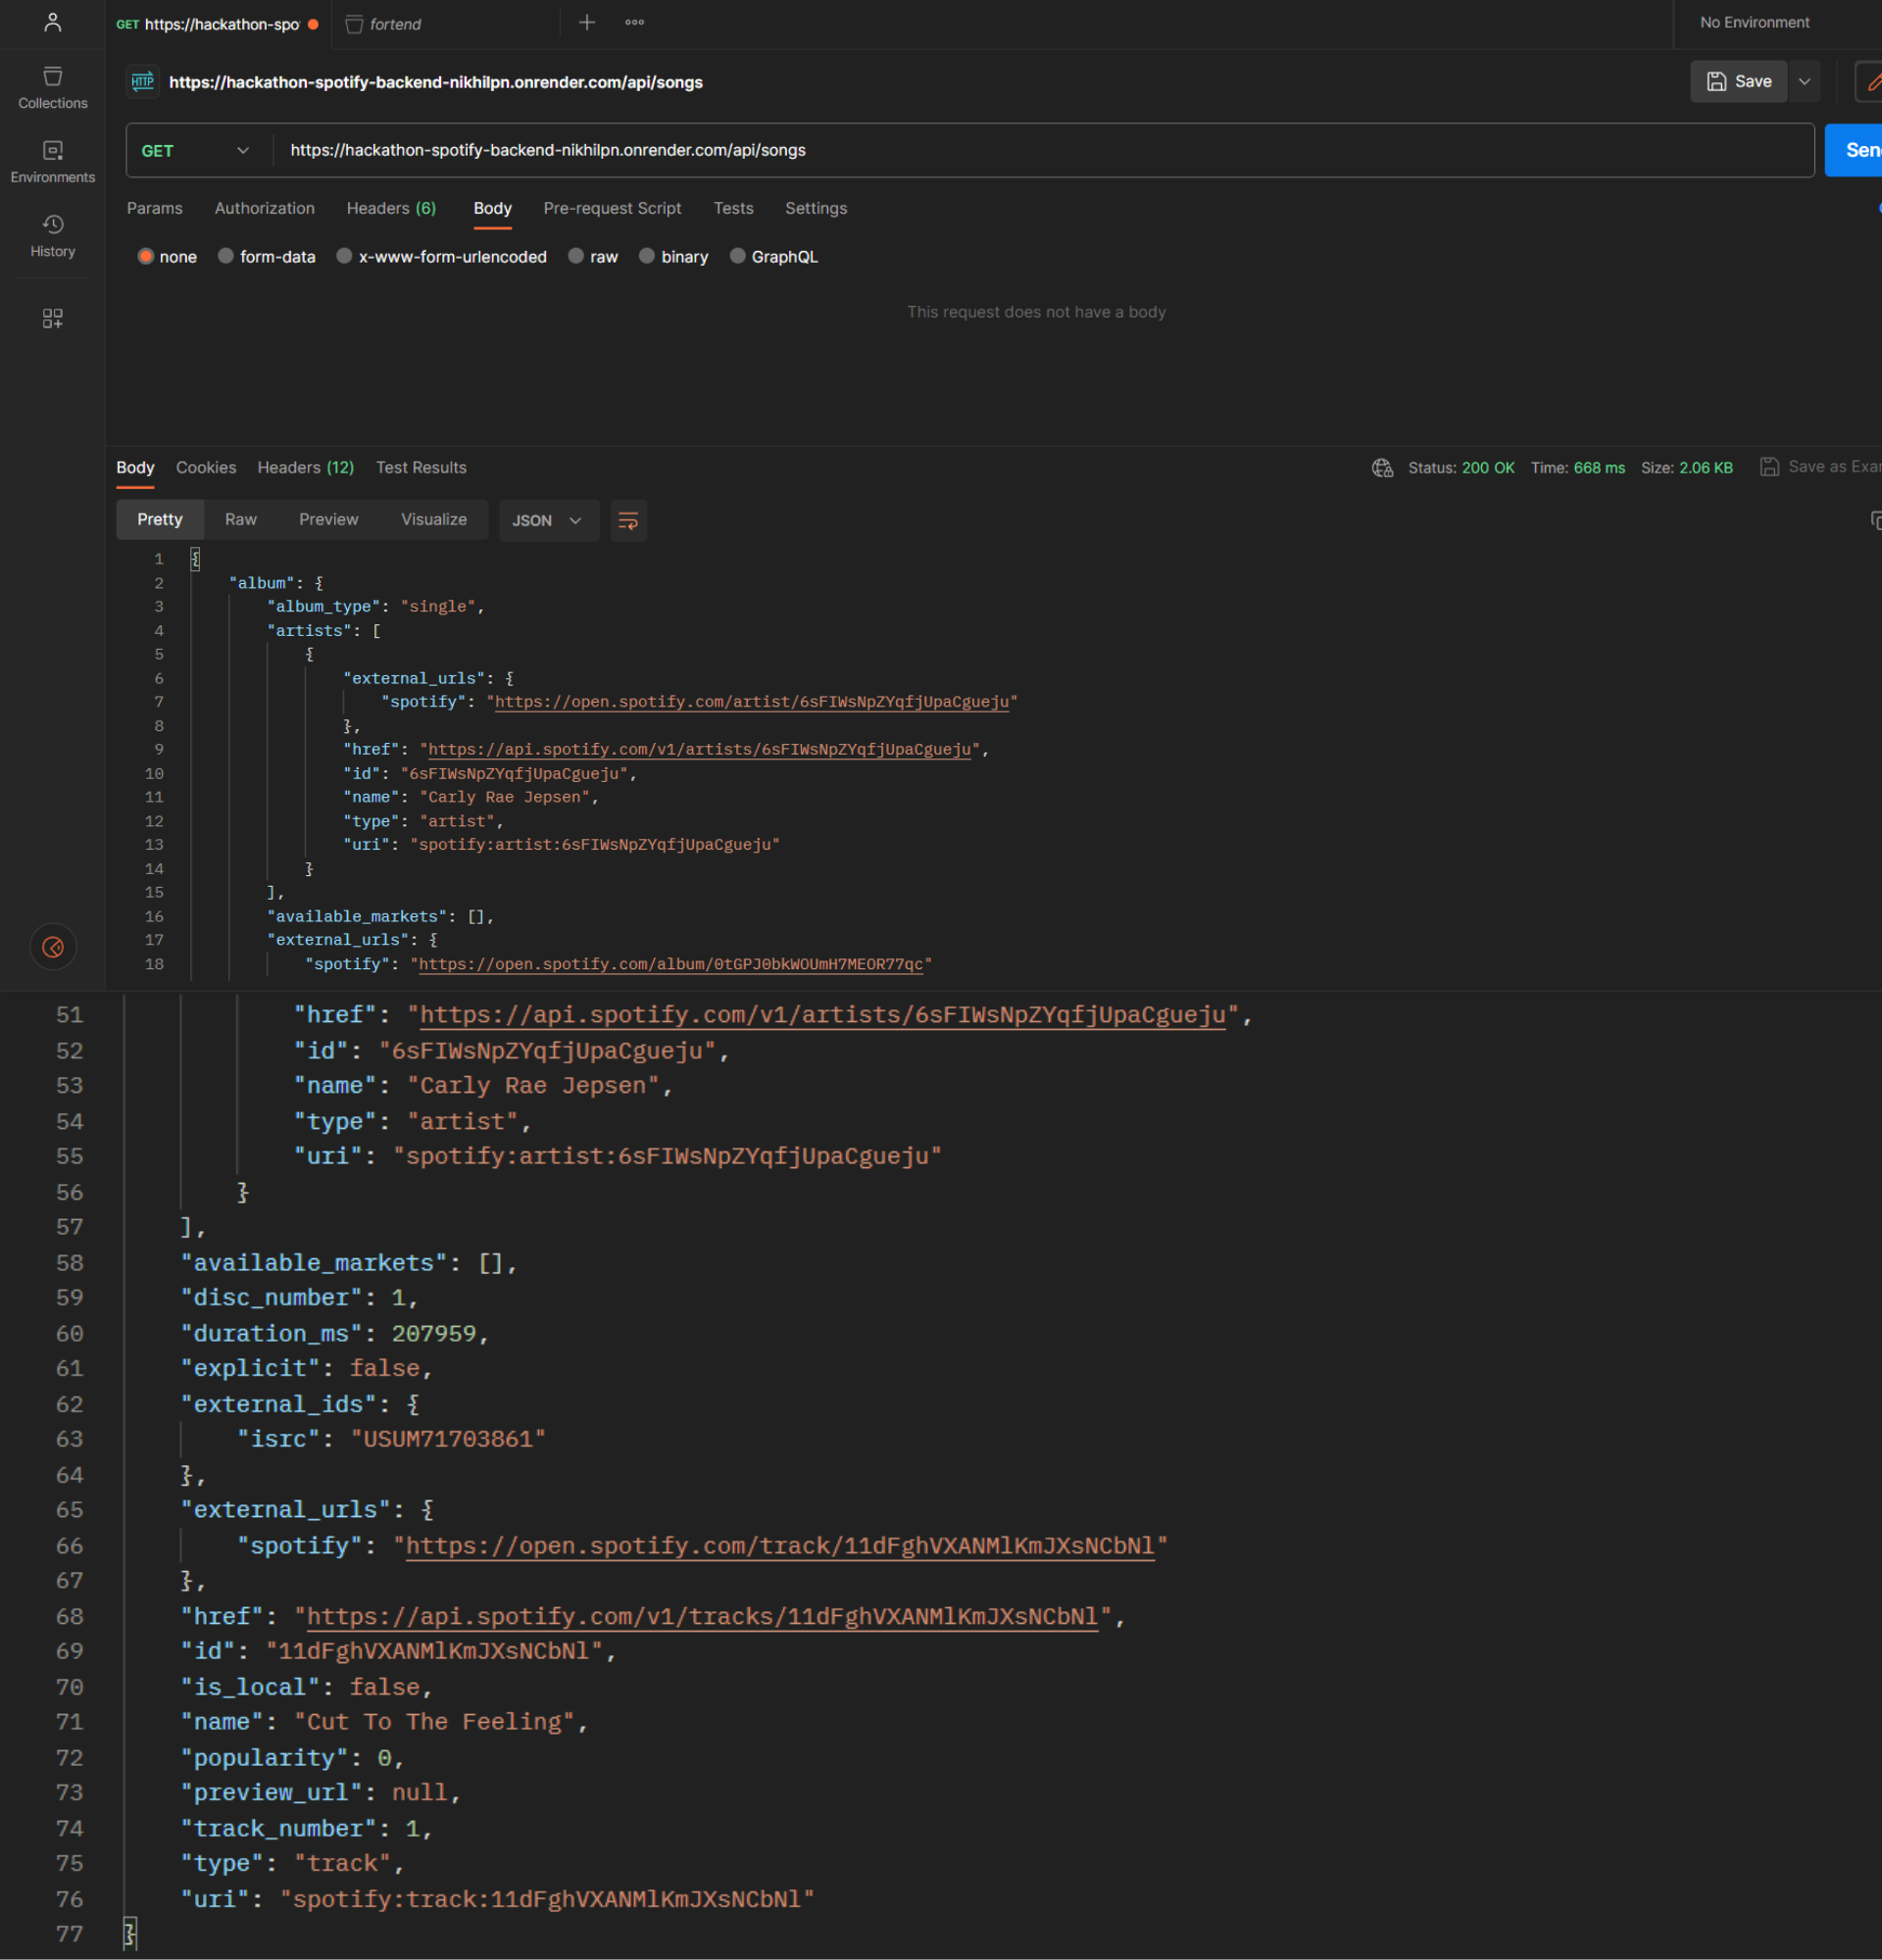 GET https://hackathon-spo
fortend
No Environment
HTTP https://hackathon-spotify-backend-nikhilpn.onrender.com/api/songs
Save
Collections
GET https://hackathon-spotify-backend-nikhilpn.onrender.com/api/songs
Environments
Params Authorization Headers (6) Body Pre-request Script Tests Settings
History
none form-data x-www-form-urlencoded raw binary GraphQL
This request does not have a body
Body Cookies Headers (12) Test Results Status: 200 OK Time: 668 ms Size: 2.06 KB Save as
Pretty Raw Preview Visualize JSON
1 {
2 "album": {
3 "album_type": "single",
4 "artists": [
5 {
6 "external_urls": {
7 "spotify": "https://open.spotify.com/artist/6sFIWsNpZYqfjUpaCgueju"
8 },
9 "href": "https://api.spotify.com/v1/artists/6sFIWsNpZYqfjUpaCgueju",
10 "id": "6sFIWsNpZYqfjUpaCgueju",
11 "name": "Carly Rae Jepsen",
12 "type": "artist",
13 "uri": "spotify:artist:6sFIWsNpZYqfjUpaCgueju"
14 }
15 ],
16 "available_markets": [],
17 "external_urls": {
18 "spotify": "https://open.spotify.com/album/0tGPJ0bkWOUmH7MEOR77qc"
51 "href": "https://api.spotify.com/v1/artists/6sFIWsNpZYqfjUpaCgueju",
52 "id": "6sFIWsNpZYqfjUpaCgueju",
53 "name": "Carly Rae Jepsen",
54 "type": "artist",
55 "uri": "spotify:artist:6sFIWsNpZYqfjUpaCgueju"
56 }
57 ],
58 "available_markets": [],
59 "disc_number": 1,
60 "duration_ms": 207959,
61 "explicit": false,
62 "external_ids": {
63 "isrc": "USUM71703861"
64 },
65 "external_urls": {
66 "spotify": "https://open.spotify.com/track/11dFghVXANMlKmJXsNCbNl"
67 },
68 "href": "https://api.spotify.com/v1/tracks/11dFghVXANMlKmJXsNCbNl",
69 "id": "11dFghVXANMlKmJXsNCbNl",
70 "is_local": false,
71 "name": "Cut To The Feeling",
72 "popularity": 0,
73 "preview_url": null,
74 "track_number": 1,
75 "type": "track",
76 "uri": "spotify:track:11dFghVXANMlKmJXsNCbNl"
77 }